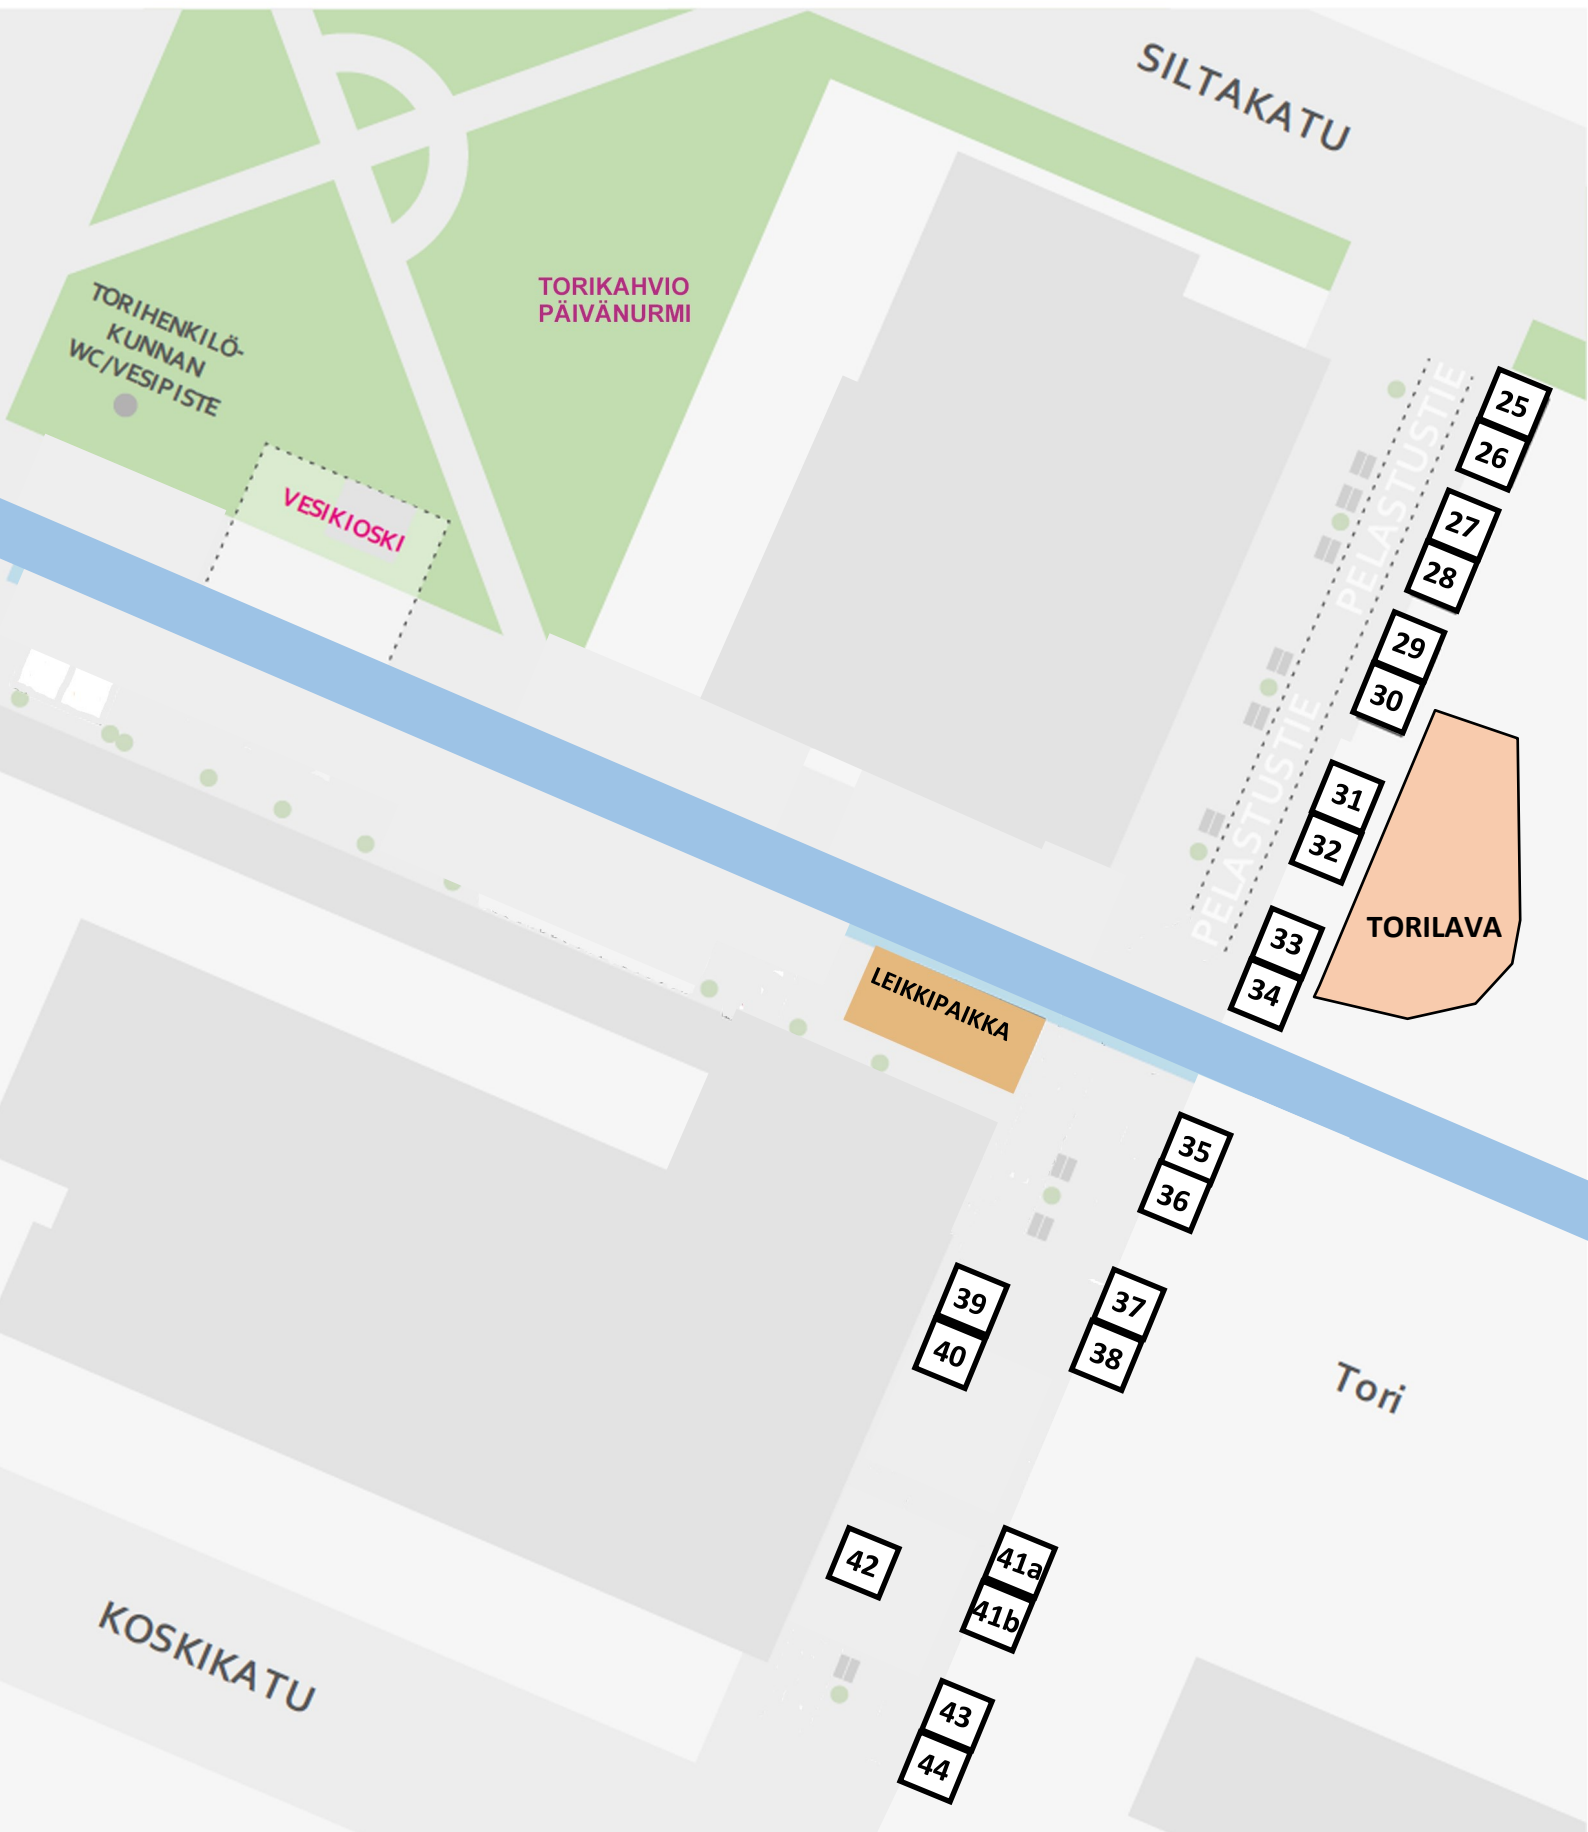 SILTAKATU
TORIKAHVIO
PÄIVÄNURMI
TORIHENKILÖ-
KUNNAN
WC/VESIPISTE
VESIKIOSKI
PELASTUSTIE
25
26
27
28
29
30
PELASTUSTIE
31
32
TORILAVA
33
34
LEIKKIPAIKKA
35
36
39
40
37
38
Tori
42
41a
41b
KOSKIKATU
43
44